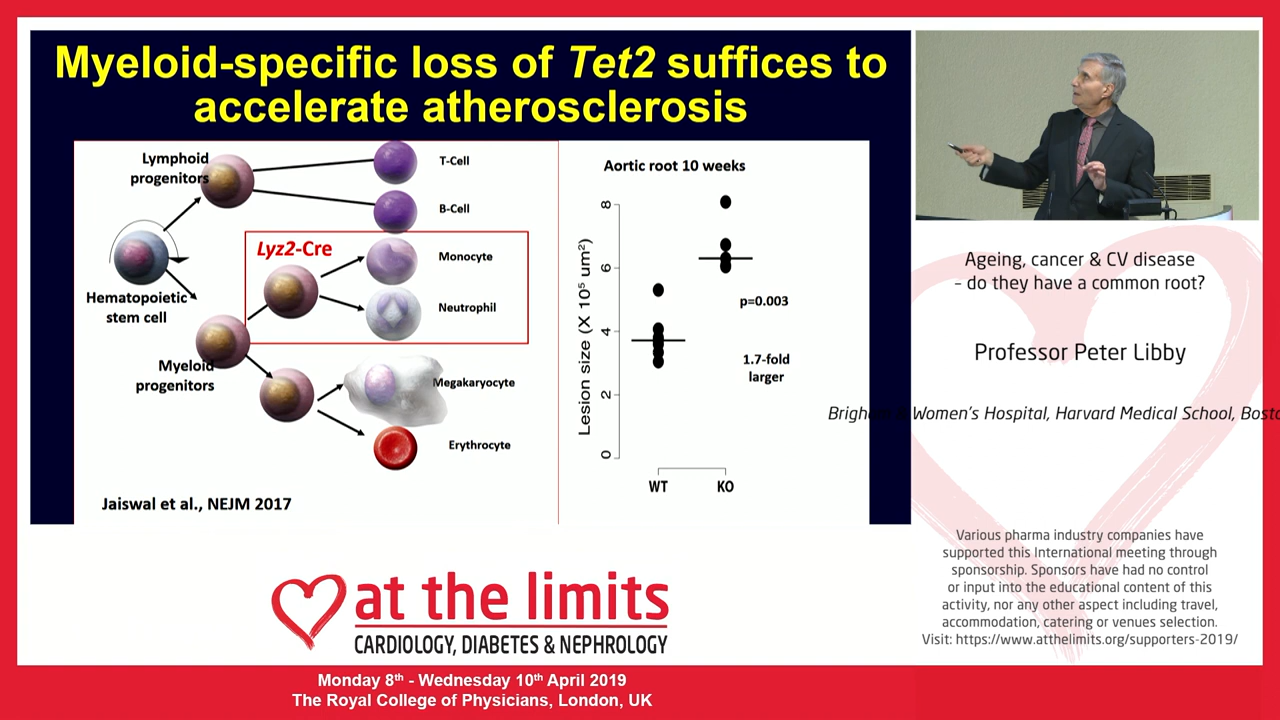 Myeloid-specific loss of Tet2 suffices to
accelerate atherosclerosis
Lymphoid
progenitors
T-Cell
B-Cell
Lyz2-Cre
Monocyte
Neutrophil
Hematopoietic
stem cell
Myeloid
progenitors
Megakaryocyte
Erythrocyte
Jaiswal et al., NEJM 2017
Aortic root 10 weeks
Lesion size (X 10⁵ um²)
8
6
4
2
0
p=0.003
1.7-fold
larger
WT KO
Ageing, cancer & CV disease
– do they have a common root?
Professor Peter Libby
Brigham & Women's Hospital, Harvard Medical School, Bosto
Various pharma industry companies have
supported this International meeting through
sponsorship. Sponsors have had no control
or input into the educational content of this
activity, nor any other aspect including travel,
accommodation, catering or venues selection.
Visit: https://www.atthelimits.org/supporters-2019/
at the limits
CARDIOLOGY, DIABETES & NEPHROLOGY
Monday 8th - Wednesday 10th April 2019
The Royal College of Physicians, London, UK